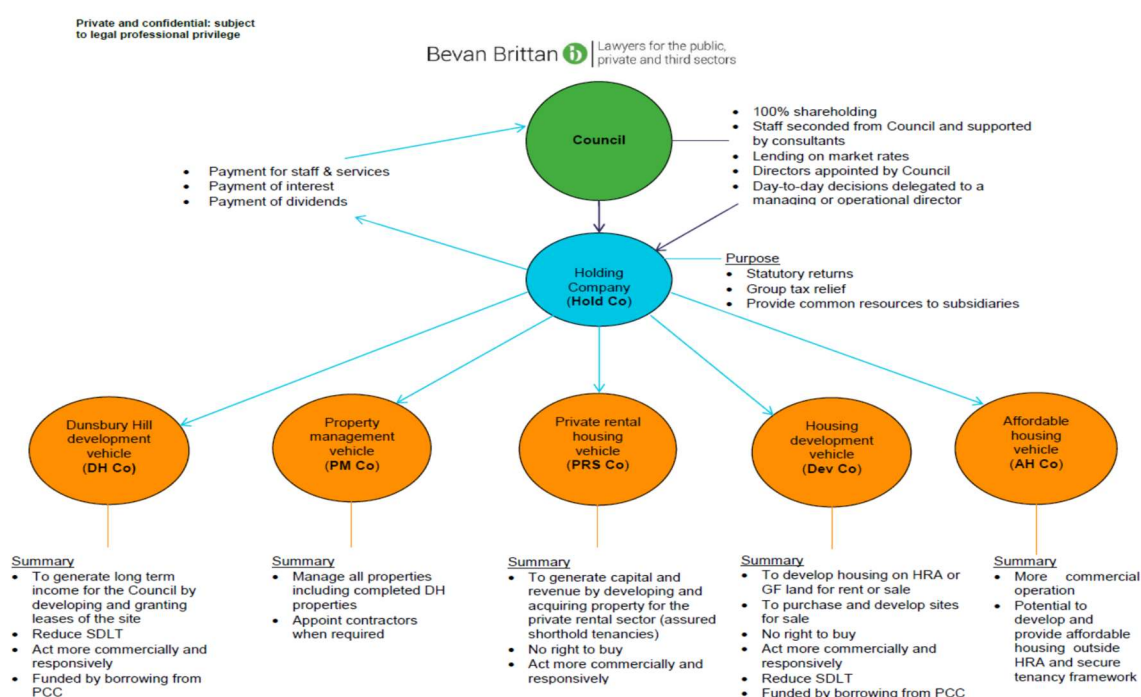 Private and confidential: subject
to legal professional privilege
Bevan Brittan
Lawyers for the public,
private and third sectors
Council
• 100% shareholding
• Staff seconded from Council and supported
by consultants
• Lending on market rates
• Directors appointed by Council
• Day-to-day decisions delegated to a
managing or operational director
• Payment for staff & services
• Payment of interest
• Payment of dividends
Holding
Company
(Hold Co)
Purpose
• Statutory returns
• Group tax relief
• Provide common resources to subsidiaries
Dunsbury Hill
development
vehicle
(DH Co)
Property
management
vehicle
(PM Co)
Private rental
housing
vehicle
(PRS Co)
Housing
development
vehicle
(Dev Co)
Affordable
housing
vehicle
(AH Co)
Summary
• To generate long term
income for the Council by
developing and granting
leases of the site
• Reduce SDLT
• Act more commercially and
responsively
• Funded by borrowing from
PCC
Summary
• Manage all properties
including completed DH
properties
• Appoint contractors
when required
Summary
• To generate capital and
revenue by developing and
acquiring property for the
private rental sector (assured
shorthold tenancies)
• No right to buy
• Act more commercially and
responsively
Summary
• To develop housing on HRA or
GF land for rent or sale
• To purchase and develop sites
for sale
• No right to buy
• Act more commercially and
responsively
• Reduce SDLT
• Funded by borrowing from PCC
Summary
• More commercial
operation
• Potential to
develop and
provide affordable
housing outside
HRA and secure
tenancy framework